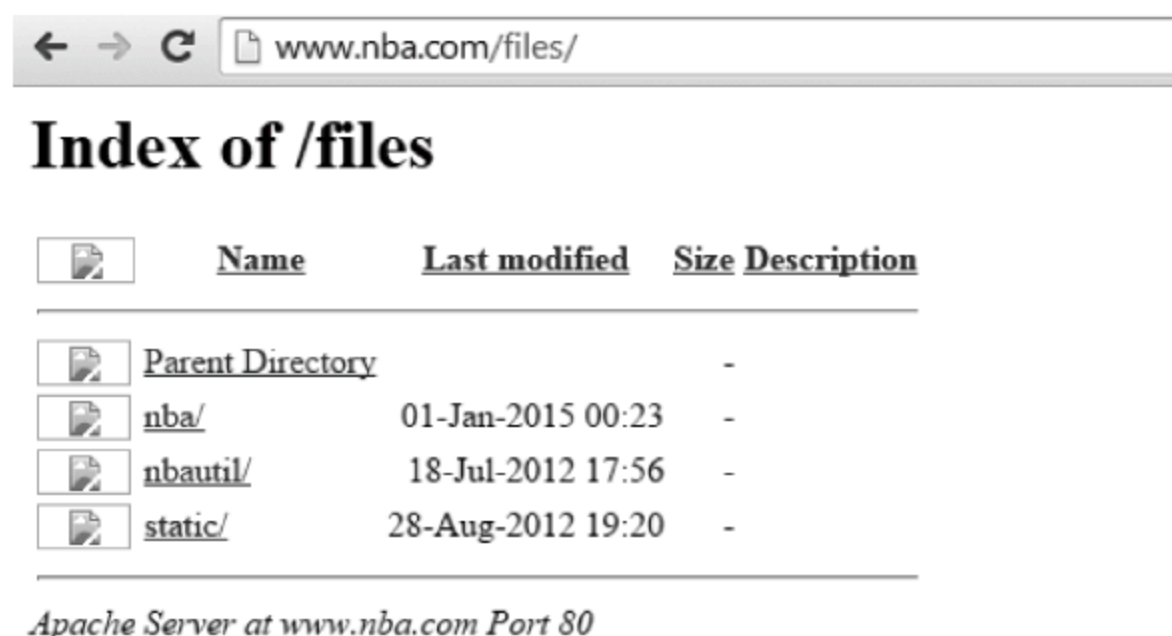 www.nba.com/files/
Index of /files
Name Last modified Size Description
Parent Directory -
nba/ 01-Jan-2015 00:23 -
nbautil/ 18-Jul-2012 17:56 -
static/ 28-Aug-2012 19:20 -
Apache Server at www.nba.com Port 80